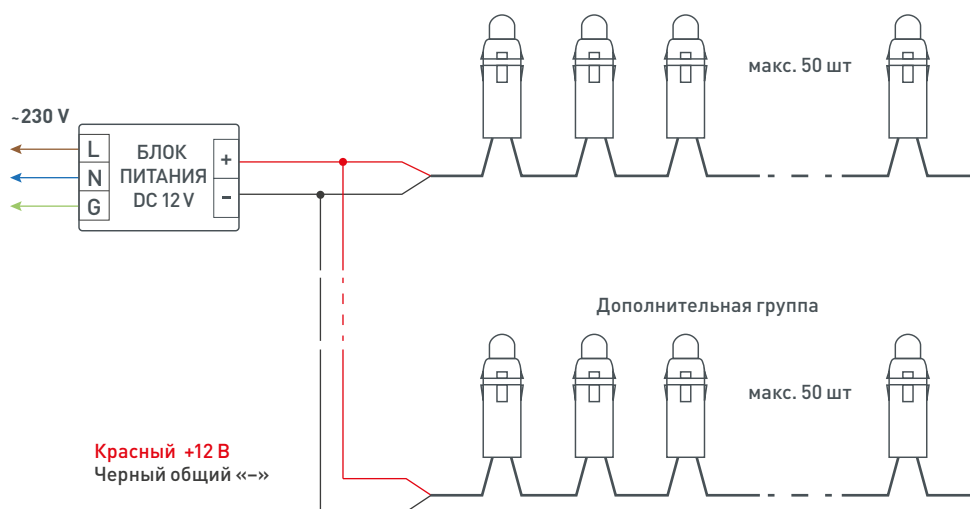 макс. 50 шт
~230 V
L
N
G
БЛОК
ПИТАНИЯ
DC 12 V
+
−
Дополнительная группа
макс. 50 шт
Красный +12 В
Черный общий «−»